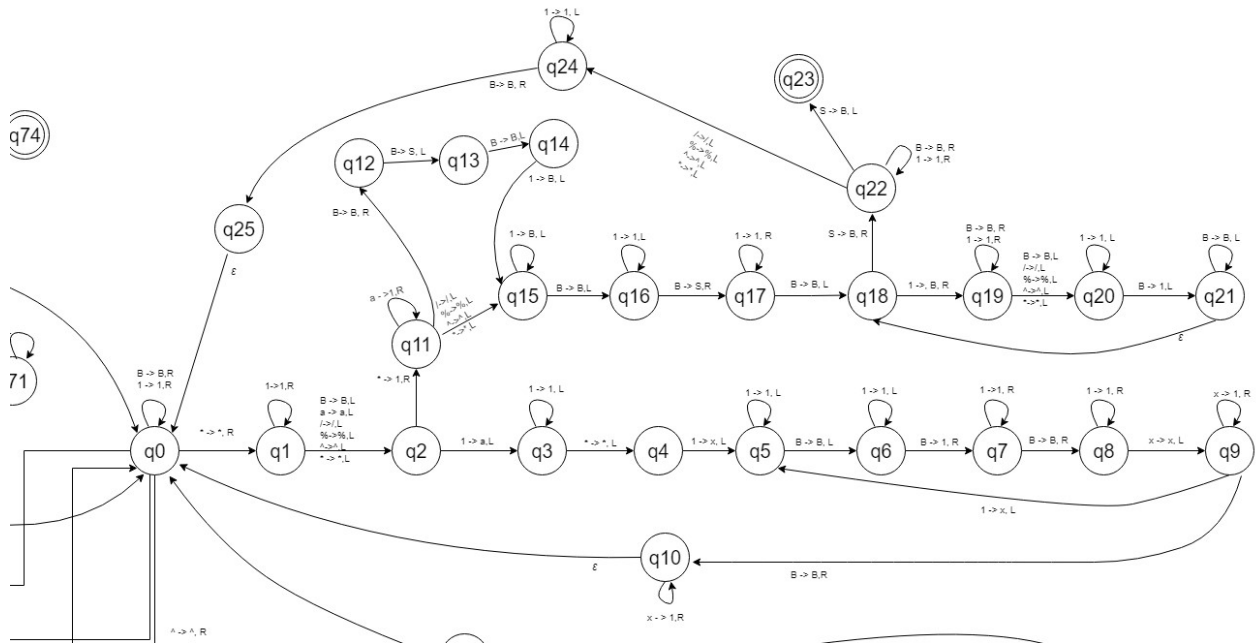 1 -> 1, L
q24
B-> B, R
q23
S -> B, L
q74
/->/,L
%->%,L
^->^,L
*->*,L
B -> B, R
1 -> 1,R
q22
q12
B-> S, L
q13
B -> B,L
q14
1 -> B, L
B-> B, R
q25
ε
S -> B, R
1 -> B, L
q15
B -> B,L
1 -> 1,L
q16
B -> S,R
1 -> 1, R
q17
B -> B, L
q18
1 ->, B, R
B -> B, R
1 -> 1,R
q19
B -> B,L
/->/,L
%->%,L
^->^,L
*->*,L
1 -> 1, L
q20
B -> 1,L
B -> B, L
q21
ε
a ->1,R
/->/,L
%->%,L
^->^,L
*->*,L
q11
* -> 1,R
71
B -> B,R
1 -> 1,R
q0
* -> *, R
1->1,R
q1
B -> B,L
a -> a,L
/->/,L
%->%,L
^->^,L
* -> *,L
q2
1 -> a,L
1 -> 1, L
q3
* -> *, L
q4
1 -> x, L
1 -> 1, L
q5
B -> B, L
1 -> 1, L
q6
B -> 1, R
1 ->1, R
q7
B -> B, R
1 -> 1, R
q8
x -> x, L
x -> 1, R
q9
1 -> x, L
q10
ε
B -> B,R
x - > 1,R
^ -> ^, R